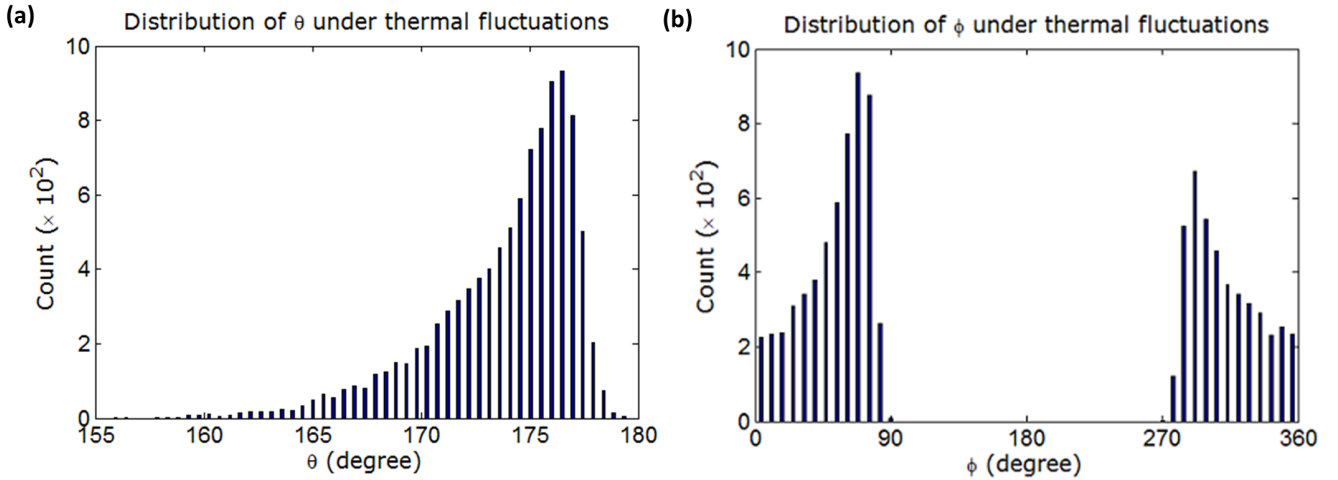 (a)
Distribution of θ under thermal fluctuations
Count (× 10²)
10
8
6
4
2
0
155 160 165 170 175 180
θ (degree)
(b)
Distribution of ϕ under thermal fluctuations
Count (× 10²)
10
8
6
4
2
0
0 90 180 270 360
ϕ (degree)